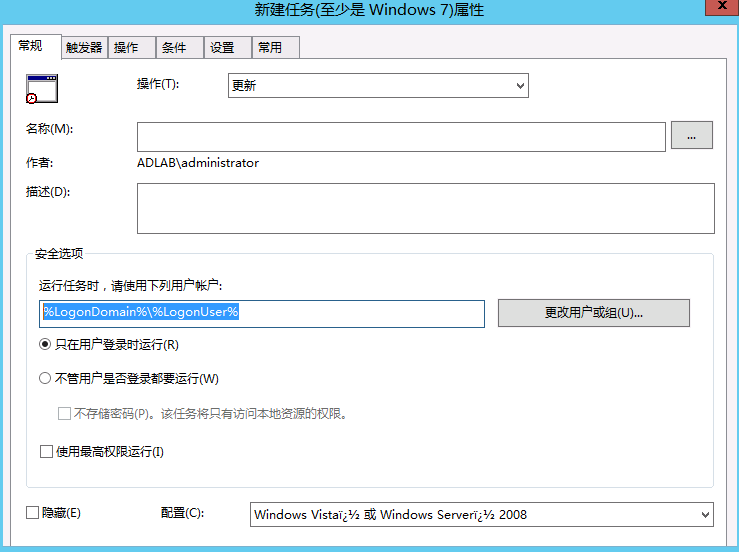 新建任务(至少是 Windows 7)属性
x
常规 触发器 操作 条件 设置 常用
操作(T): 更新
名称(M): ...
作者: ADLAB\administrator
描述(D):
安全选项
运行任务时，请使用下列用户帐户:
%LogonDomain%\%LogonUser% 更改用户或组(U)...
只在用户登录时运行(R)
不管用户是否登录都要运行(W)
不存储密码(P)。该任务将只有访问本地资源的权限。
使用最高权限运行(I)
隐藏(E) 配置(C): Windows Vistaï¿½ 或 Windows Serverï¿½ 2008